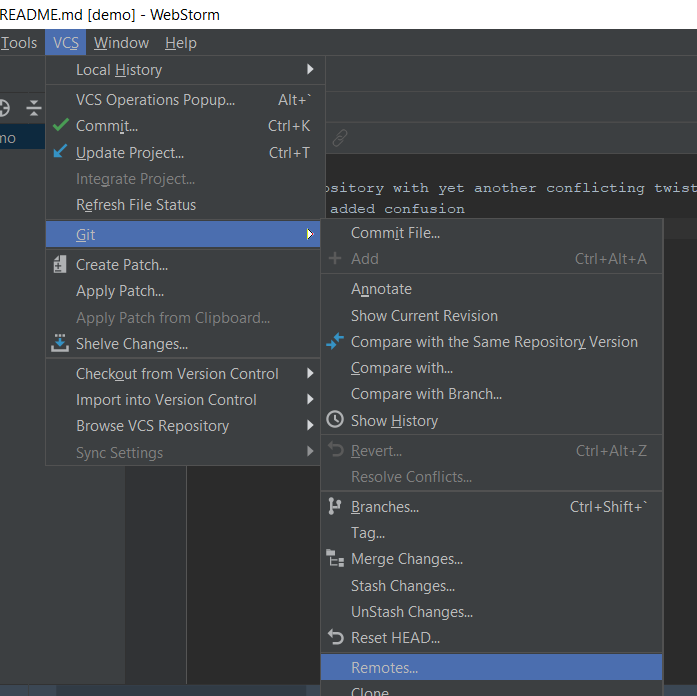 README.md [demo] - WebStorm
Tools VCS Window Help
Local History
VCS Operations Popup... Alt+`
Commit... Ctrl+K
Update Project... Ctrl+T
Integrate Project...
Refresh File Status
Git
Create Patch...
Apply Patch...
Apply Patch from Clipboard...
Shelve Changes...
Checkout from Version Control
Import into Version Control
Browse VCS Repository
Sync Settings
with yet another conflicting twist
added confusion
Commit File...
Add Ctrl+Alt+A
Annotate
Show Current Revision
Compare with the Same Repository Version
Compare with...
Compare with Branch...
Show History
Revert... Ctrl+Alt+Z
Resolve Conflicts...
Branches... Ctrl+Shift+`
Tag...
Merge Changes...
Stash Changes...
UnStash Changes...
Reset HEAD...
Remotes...
Clone